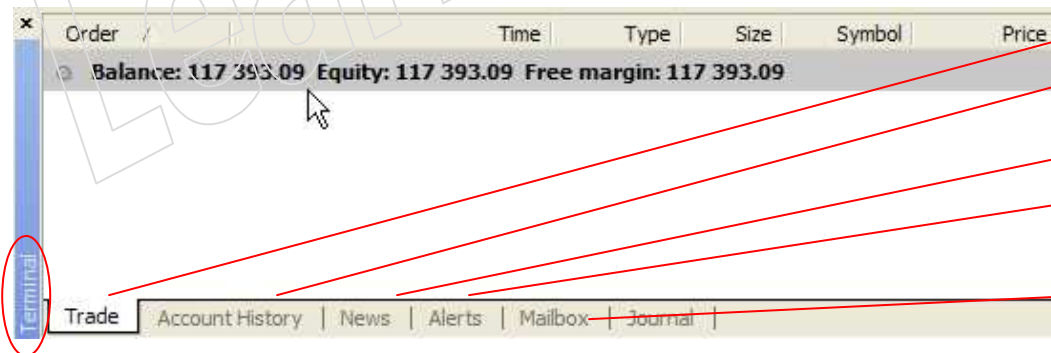 × Order / Time Type Size Symbol Price
Balance: 117 393.09 Equity: 117 393.09 Free margin: 117 393.09
Terminal
Trade Account History | News | Alerts | Mailbox | Journal |